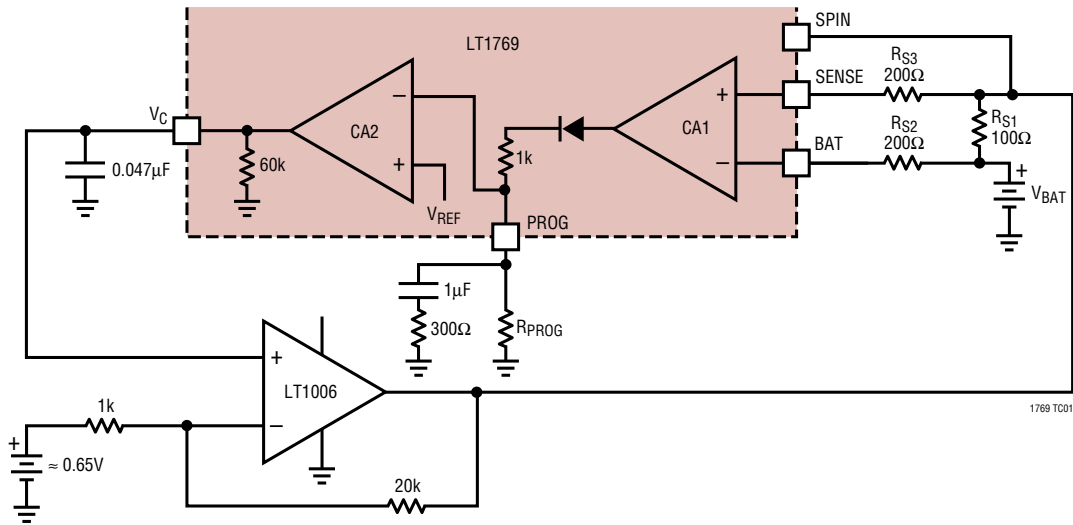 SPIN
LT1769
SENSE
R_S3
200Ω
V_C
CA2
−
+
CA1
+
−
R_S1
100Ω
BAT
R_S2
200Ω
0.047µF
60k
1k
V_REF
PROG
+
V_BAT
1µF
300Ω
R_PROG
+
LT1006
−
1k
1769 TC01
+
≈ 0.65V
20k